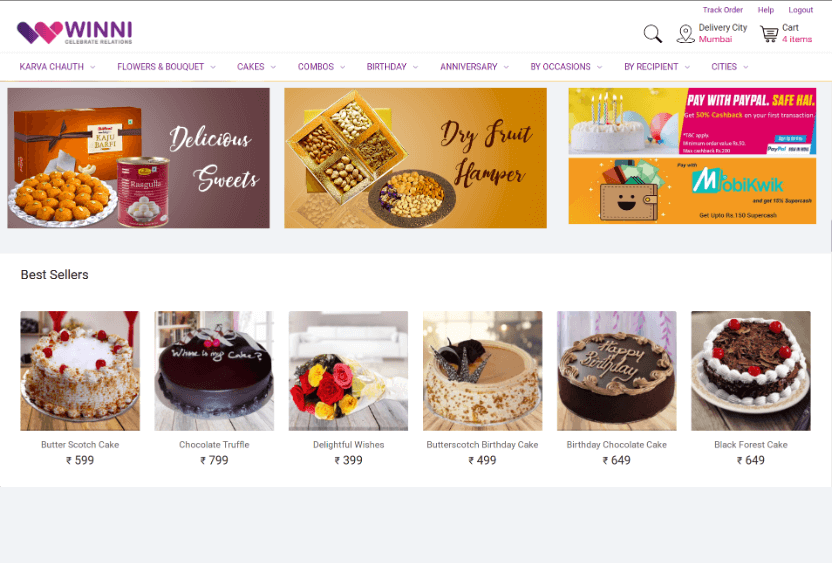 Track Order Help Logout
WINNI
CELEBRATE RELATIONS
Delivery City
Mumbai
Cart
4 items
KARVA CHAUTH FLOWERS & BOUQUET CAKES COMBOS BIRTHDAY ANNIVERSARY BY OCCASIONS BY RECIPIENT CITIES
KAJU
BARFI
Rasgulla
Delicious
Sweets
Dry Fruit
Hamper
PAY WITH PAYPAL. SAFE HAI.
Get 50% Cashback on your first transaction.
*T&C apply
Minimum order value Rs.50.
Max cashback Rs.200
PayPal
Pay with
MobiKwik
and get 15% Supercash
Get Upto Rs.150 Supercash
Best Sellers
Where is my Cake?
Happy
Birthday
Butter Scotch Cake
₹ 599
Chocolate Truffle
₹ 799
Delightful Wishes
₹ 399
Butterscotch Birthday Cake
₹ 499
Birthday Chocolate Cake
₹ 649
Black Forest Cake
₹ 649